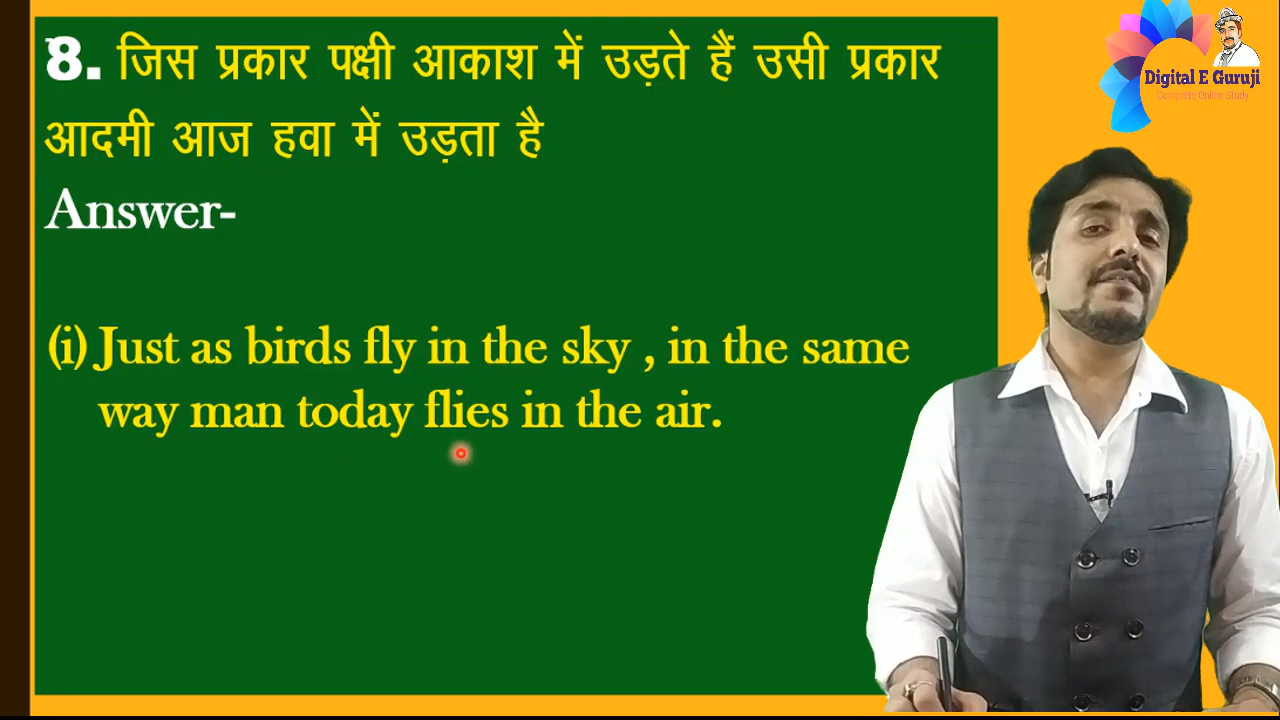 8. जिस प्रकार पक्षी आकाश में उड़ते हैं उसी प्रकार
आदमी आज हवा में उड़ता है
Answer-
(i) Just as birds fly in the sky , in the same
way man today flies in the air.
Digital E Guruji
Complete Online Study